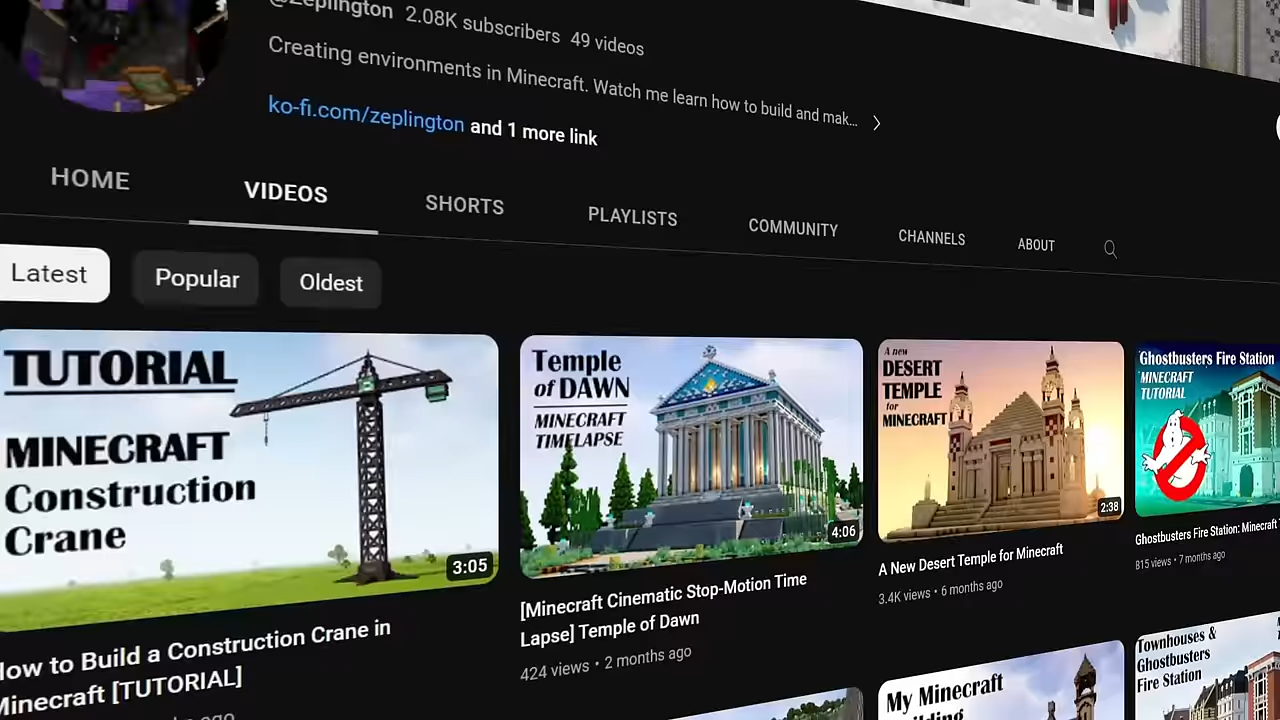 @Zeplington 2.08K subscribers 49 videos
Creating environments in Minecraft. Watch me learn how to build and mak...
ko-fi.com/zeplington and 1 more link
HOME VIDEOS SHORTS PLAYLISTS COMMUNITY CHANNELS ABOUT
Latest Popular Oldest
TUTORIAL
MINECRAFT
Construction
Crane
3:05
How to Build a Construction Crane in
Minecraft [TUTORIAL]
ago
Temple
of DAWN
MINECRAFT
TIMELAPSE
4:06
[Minecraft Cinematic Stop-Motion Time
Lapse] Temple of Dawn
424 views • 2 months ago
A new
DESERT
TEMPLE
for
MINECRAFT
2:38
A New Desert Temple for Minecraft
3.4K views • 6 months ago
Ghostbusters Fire Station
MINECRAFT
TUTORIAL
Ghostbusters Fire Station: Minecraft
815 views • 7 months ago
My Minecraft
Townhouses &
Ghostbusters
Fire Station